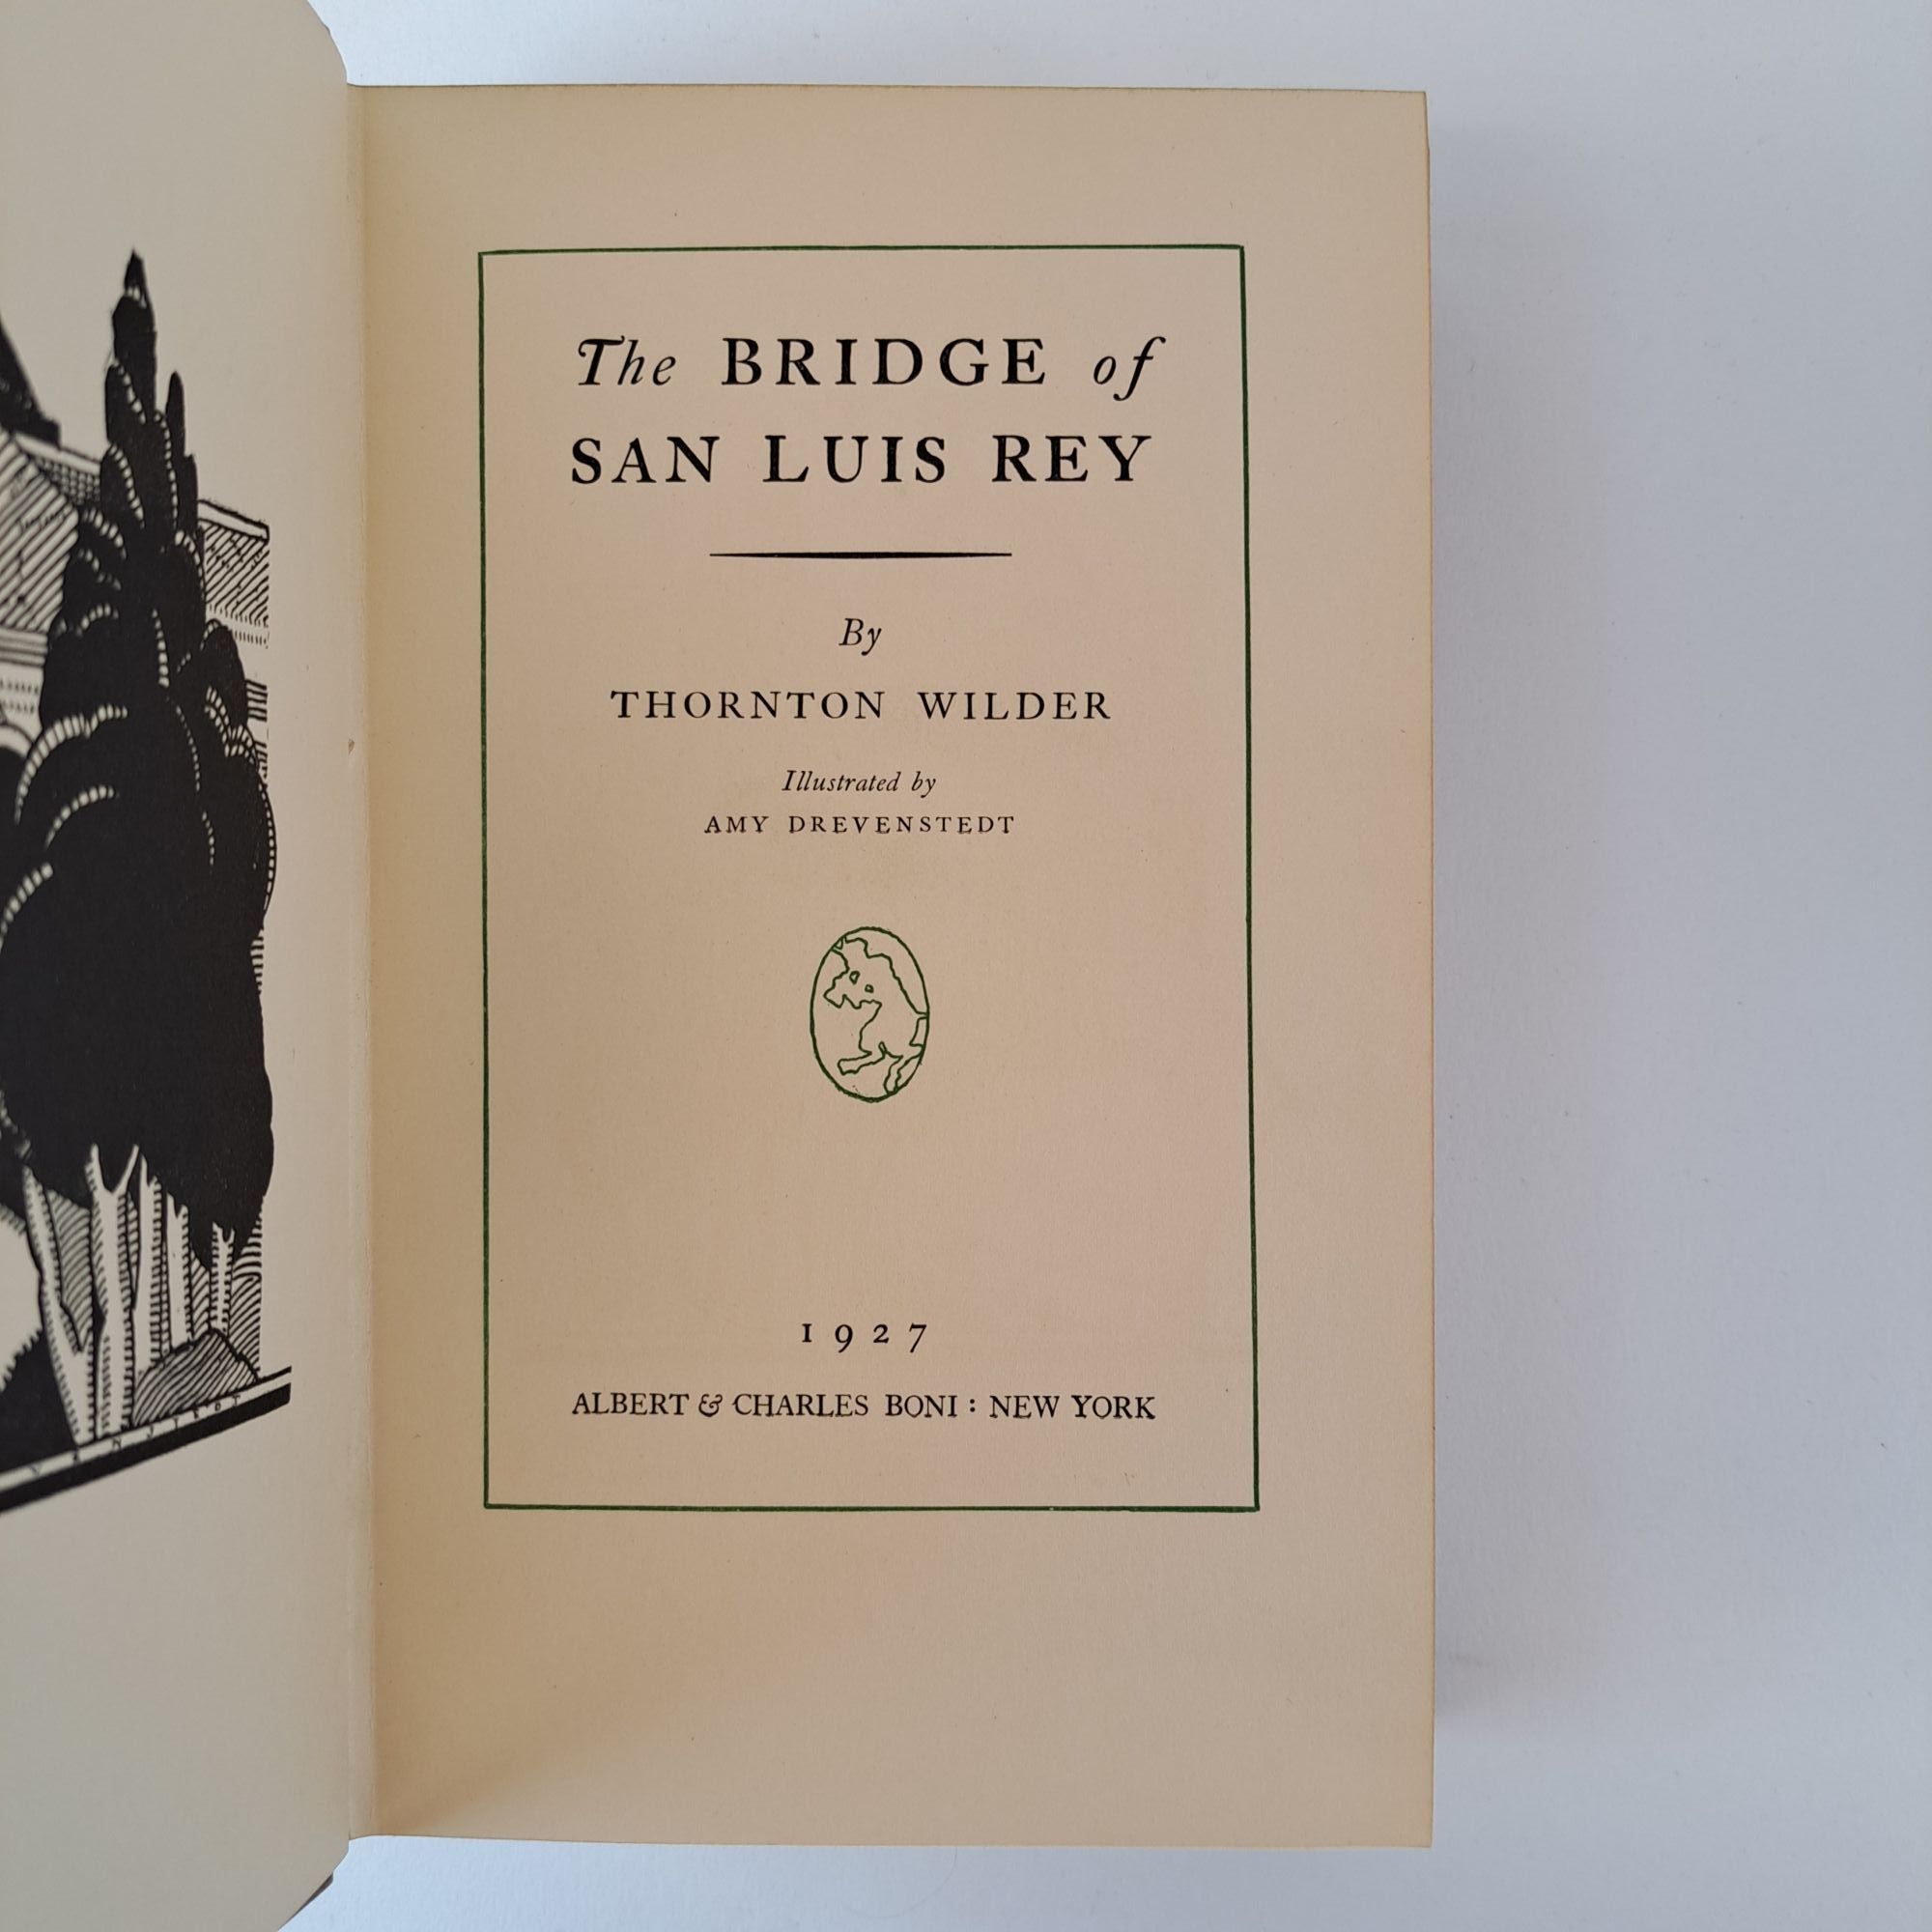 The BRIDGE of
SAN LUIS REY
By
THORNTON WILDER
Illustrated by
AMY DREVENSTEDT
1927
ALBERT & CHARLES BONI : NEW YORK